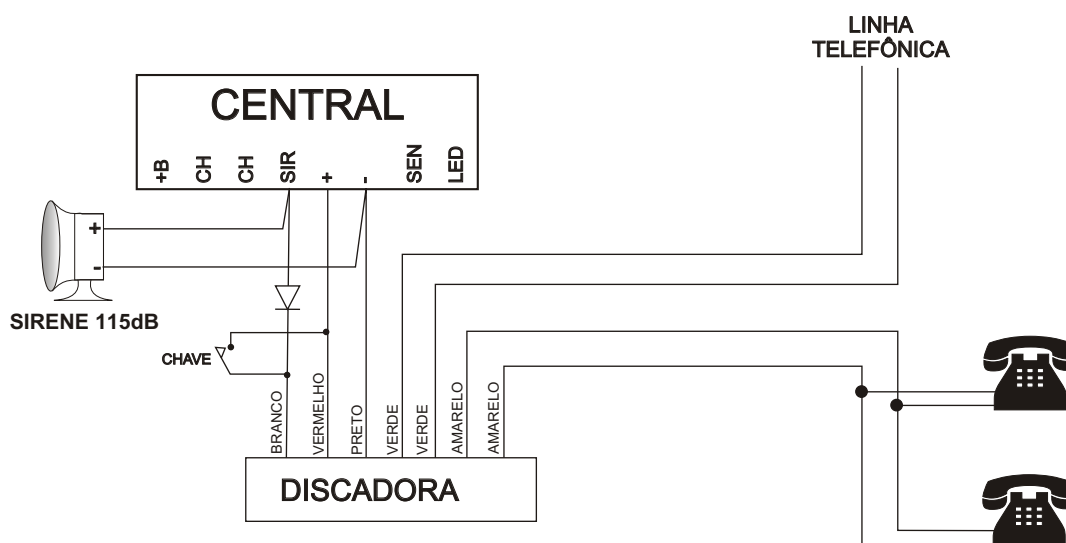 LINHA
TELEFÔNICA
CENTRAL
+B
CH
CH
SIR
+
-
SEN
LED
+
-
SIRENE 115dB
CHAVE
BRANCO
VERMELHO
PRETO
VERDE
VERDE
AMARELO
AMARELO
DISCADORA